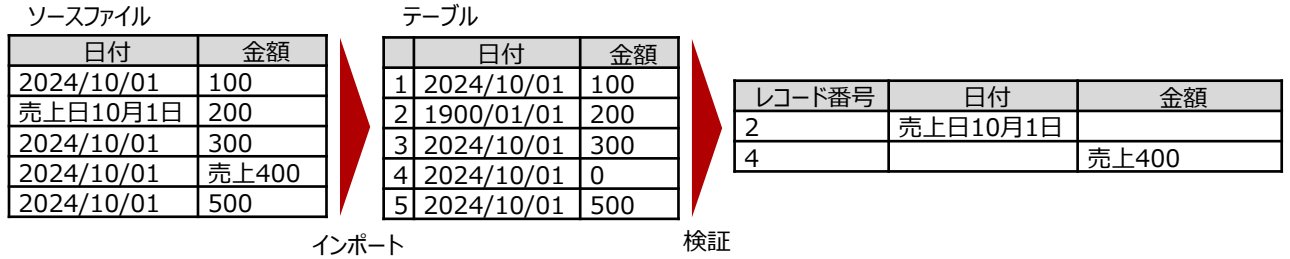 ソースファイル
日付 金額
2024/10/01 100
売上日10月1日 200
2024/10/01 300
2024/10/01 売上400
2024/10/01 500
インポート
テーブル
日付 金額
1 2024/10/01 100
2 1900/01/01 200
3 2024/10/01 300
4 2024/10/01 0
5 2024/10/01 500
検証
レコード番号 日付 金額
2 売上日10月1日
4 売上400